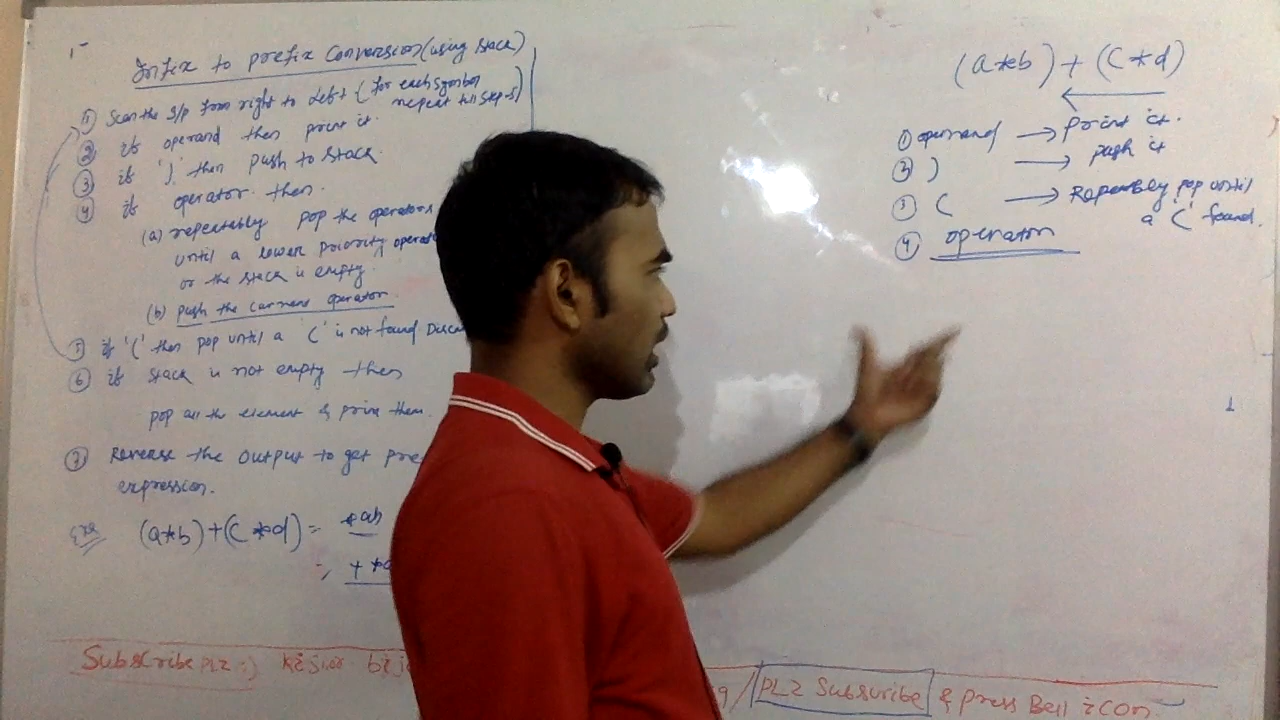 Infix to prefix Conversion (using stack)
① Scan the I/p from right to left (for each symbol
repeat till step-5)
② if operand then print it.
③ if ')' then push to stack.
④ if operator then.
(a) repeatebly pop the operators
until a lower priority
or the stack is empty.
(b) push the current operator.
⑤ if '(' then pop until a '(' is not found
⑥ if stack is not empty then
pop all the element & print them.
⑦ Reverse the output to get
expression.
(a*b)+(c*d) =
Subscribe PLZ :)
/ PLZ Subscribe & press Bell icon
(a*b) + (c*d)
① operand → Print it.
② ) → push it
③ ( → Repeatebly pop until
a '(' found.
④ operator